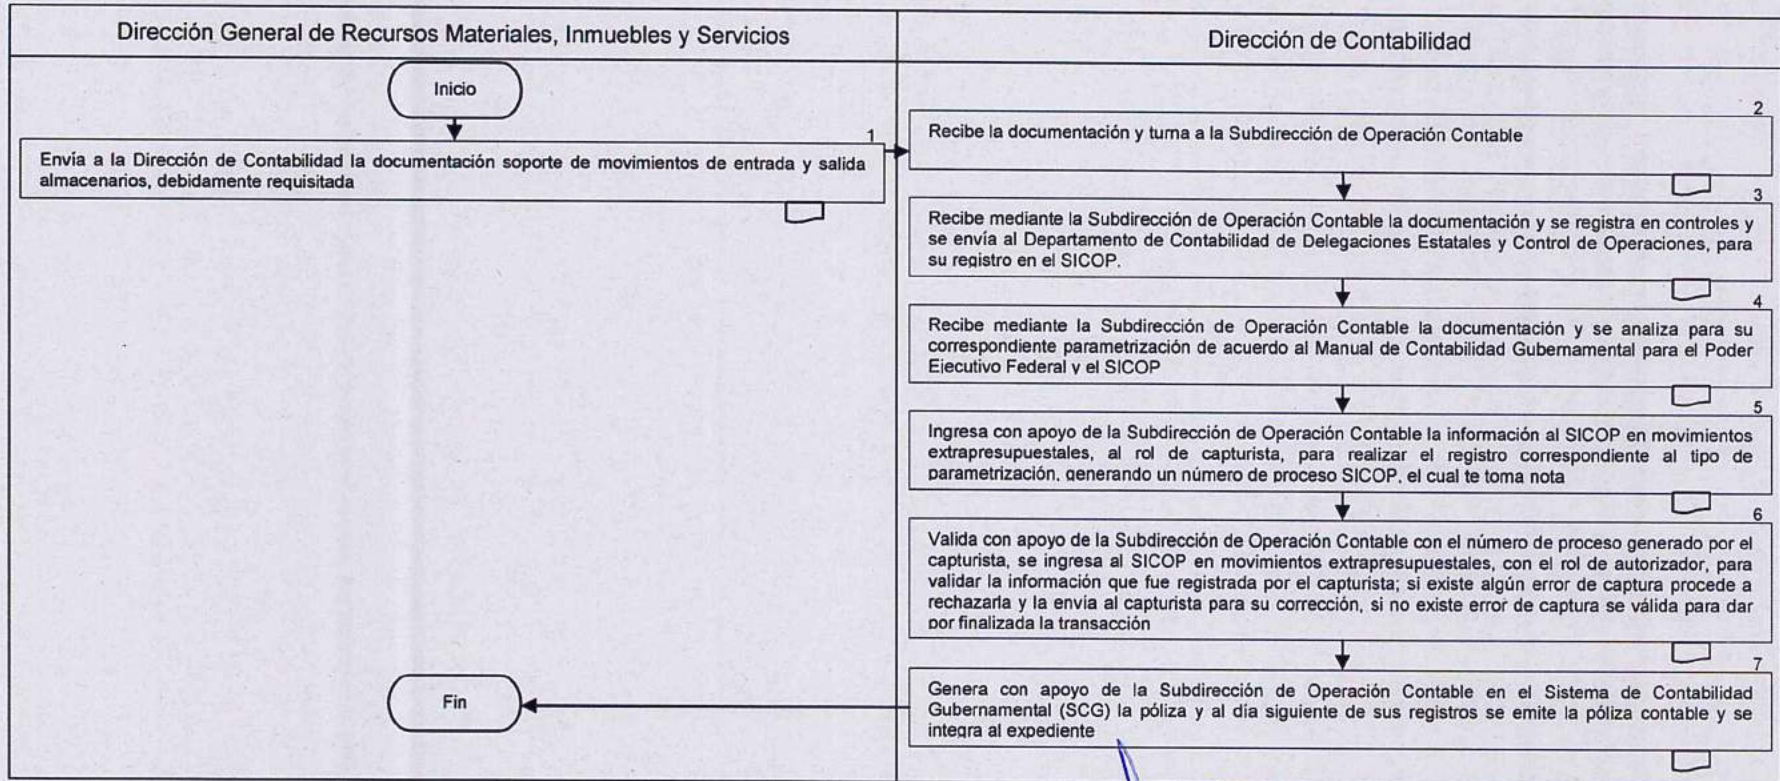 Dirección General de Recursos Materiales, Inmuebles y Servicios
Inicio
1
Envía a la Dirección de Contabilidad la documentación soporte de movimientos de entrada y salida
almacenarios, debidamente requisitada
Dirección de Contabilidad
2
Recibe la documentación y turna a la Subdirección de Operación Contable
3
Recibe mediante la Subdirección de Operación Contable la documentación y se registra en controles y
se envía al Departamento de Contabilidad de Delegaciones Estatales y Control de Operaciones, para
su registro en el SICOP.
4
Recibe mediante la Subdirección de Operación Contable la documentación y se analiza para su
correspondiente parametrización de acuerdo al Manual de Contabilidad Gubernamental para el Poder
Ejecutivo Federal y el SICOP
5
Ingresa con apoyo de la Subdirección de Operación Contable la información al SICOP en movimientos
extrapresupuestales, al rol de capturista, para realizar el registro correspondiente al tipo de
parametrización, generando un número de proceso SICOP, el cual te toma nota
6
Valida con apoyo de la Subdirección de Operación Contable con el número de proceso generado por el
capturista, se ingresa al SICOP en movimientos extrapresupuestales, con el rol de autorizador, para
validar la información que fue registrada por el capturista; si existe algún error de captura procede a
rechazarla y la envía al capturista para su corrección, si no existe error de captura se válida para dar
por finalizada la transacción
7
Genera con apoyo de la Subdirección de Operación Contable en el Sistema de Contabilidad
Gubernamental (SCG) la póliza y al día siguiente de sus registros se emite la póliza contable y se
integra al expediente
Fin